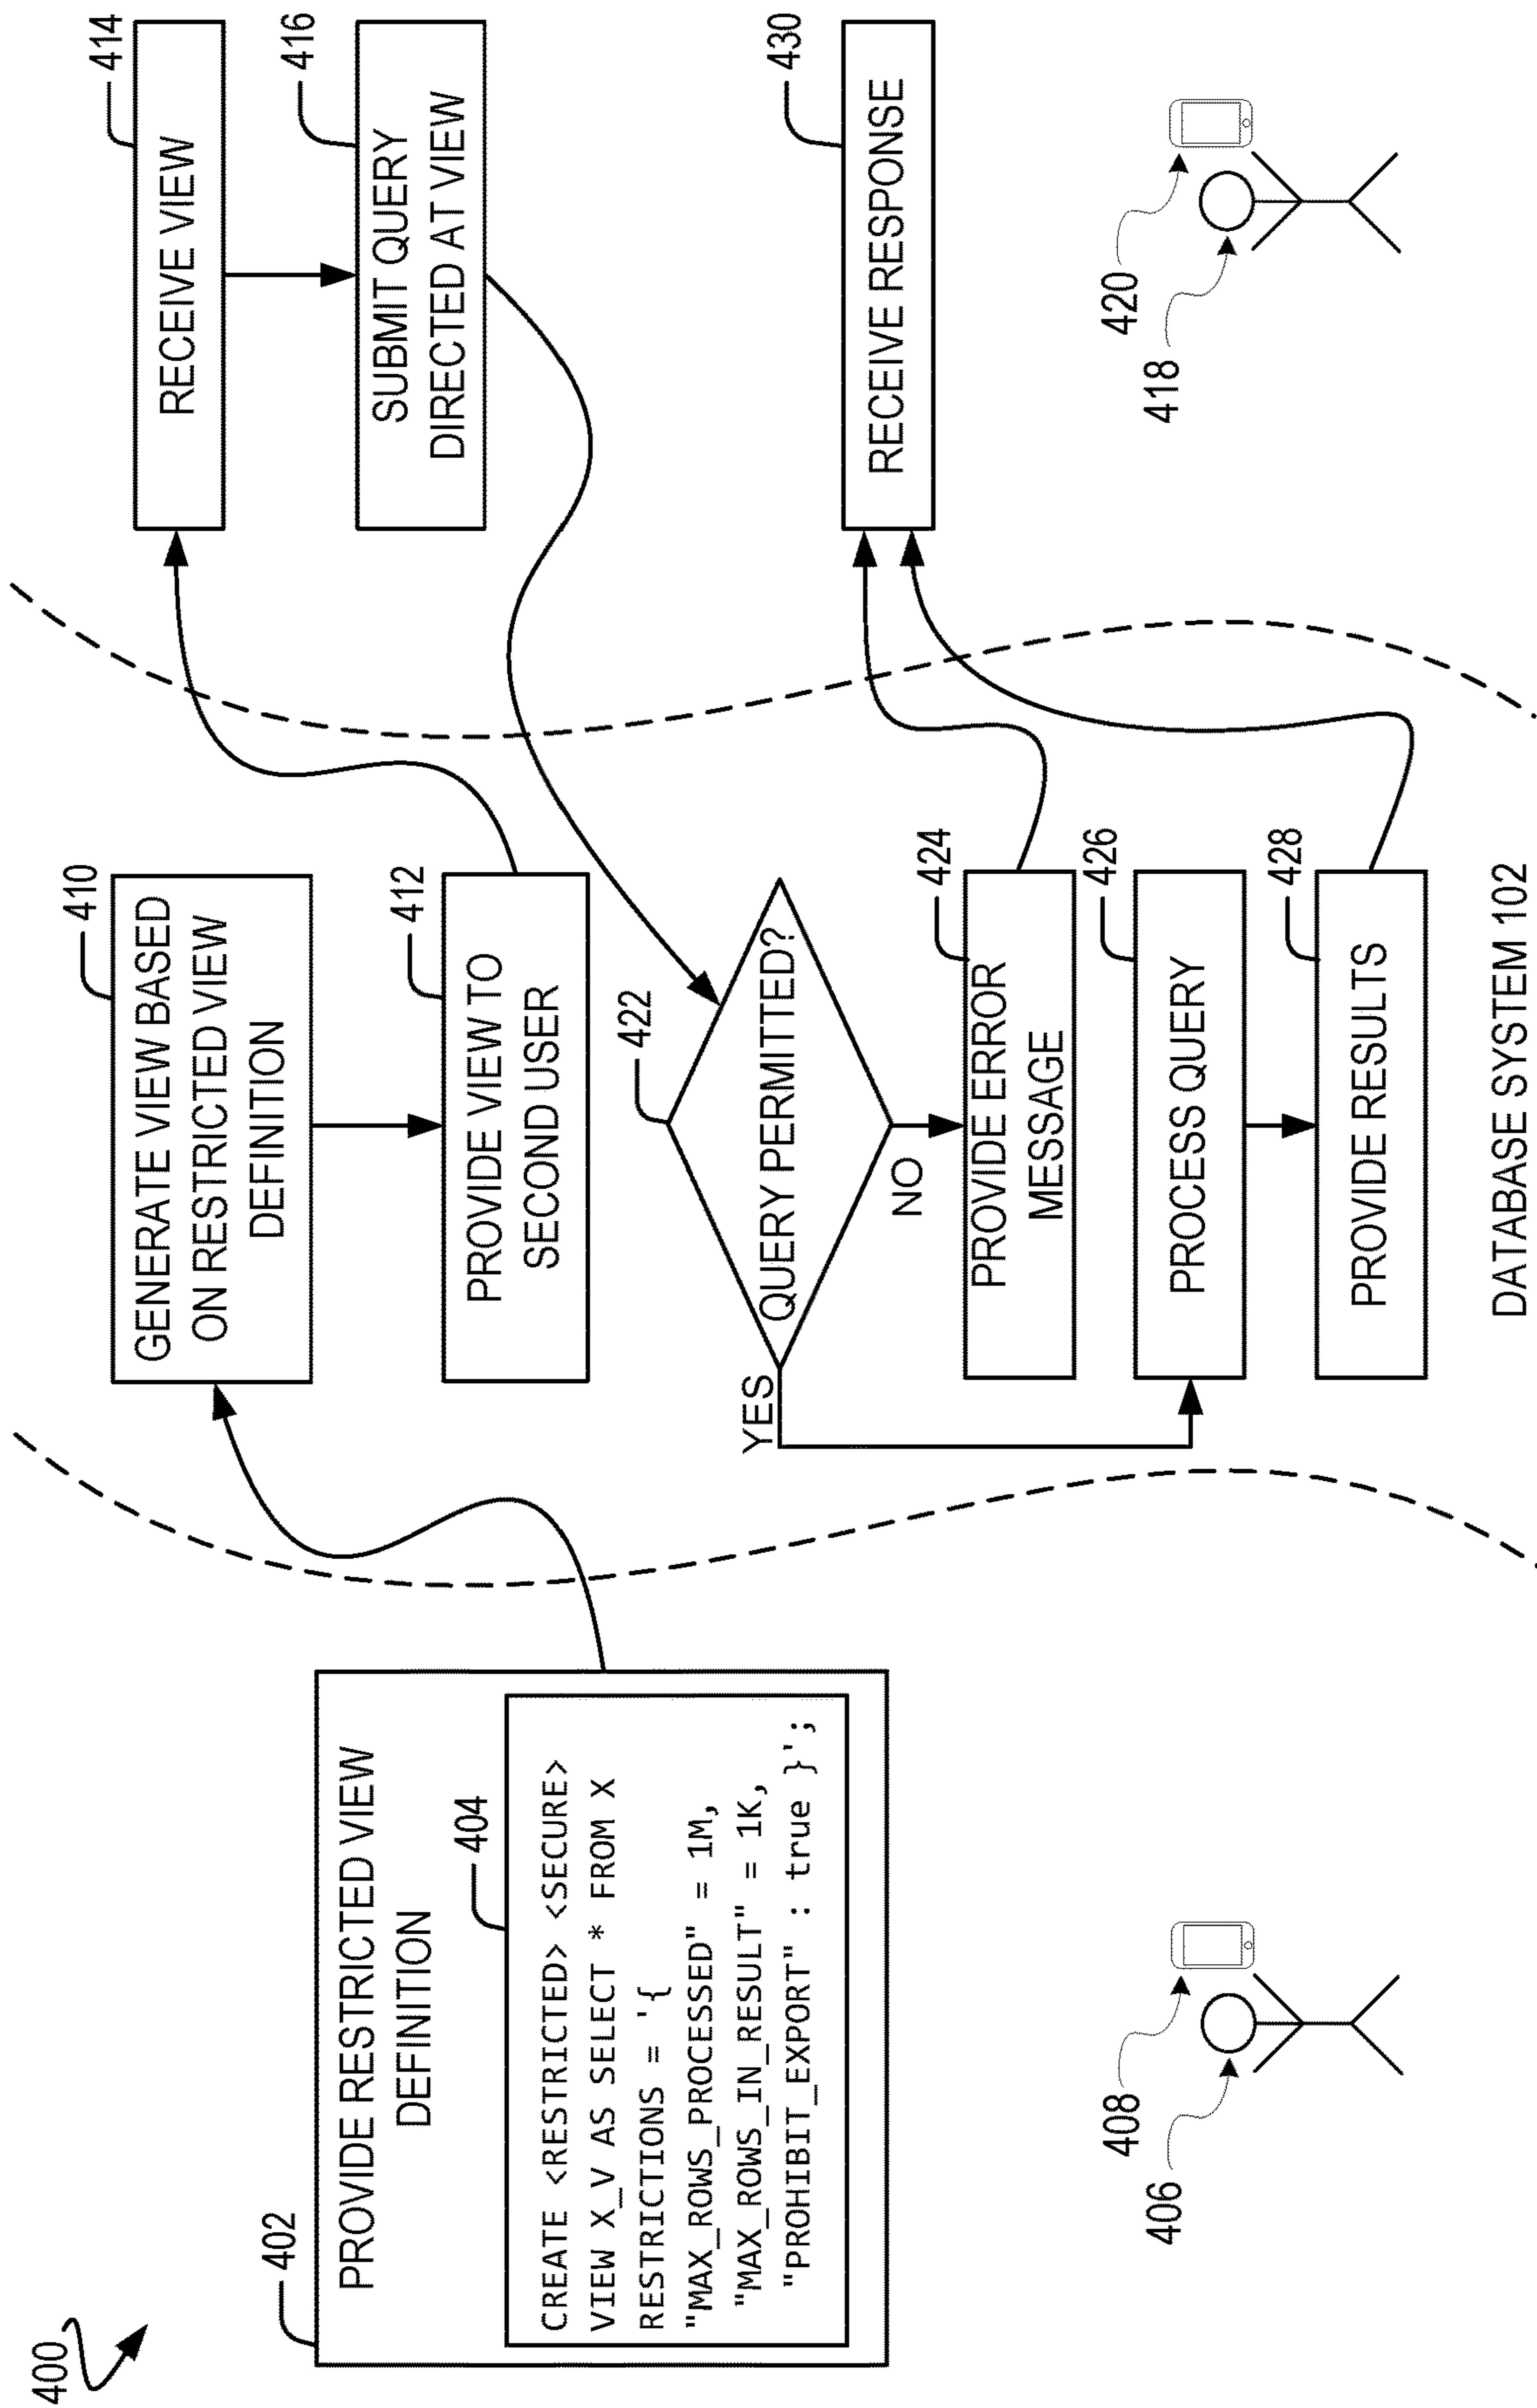 400
402
PROVIDE RESTRICTED VIEW
DEFINITION
404
CREATE <RESTRICTED> <SECURE>
VIEW X_V AS SELECT * FROM X
RESTRICTIONS = '{
"MAX_ROWS_PROCESSED" = 1M,
"MAX_ROWS_IN_RESULT" = 1K,
"PROHIBIT_EXPORT" : true }';
408
406
410
GENERATE VIEW BASED
ON RESTRICTED VIEW
DEFINITION
412
PROVIDE VIEW TO
SECOND USER
422
QUERY PERMITTED?
YES
NO
424
PROVIDE ERROR
MESSAGE
426
PROCESS QUERY
428
PROVIDE RESULTS
DATABASE SYSTEM 102
414
RECEIVE VIEW
416
SUBMIT QUERY
DIRECTED AT VIEW
430
RECEIVE RESPONSE
420
418